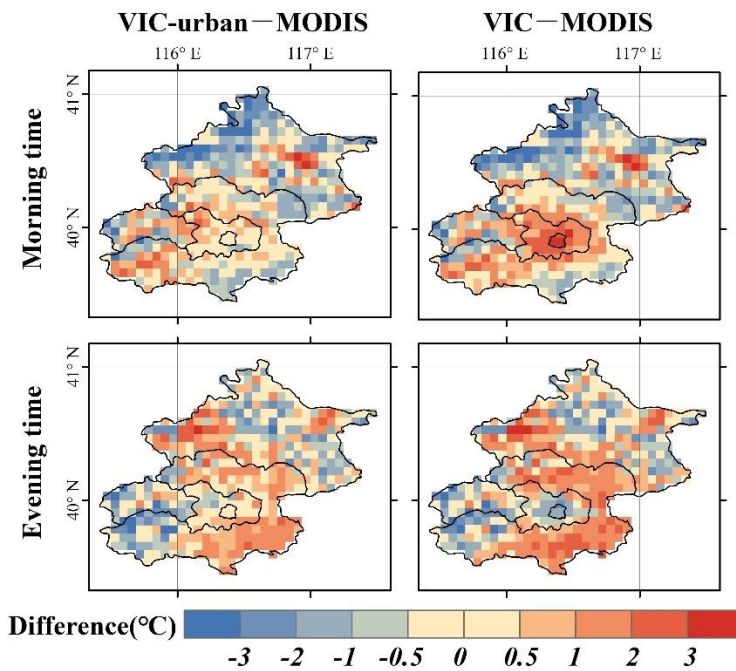 VIC-urban－MODIS VIC－MODIS
116° E 117° E 116° E 117° E
Morning time
41° N
40° N
Evening time
41° N
40° N
Difference(°C)
-3 -2 -1 -0.5 0 0.5 1 2 3